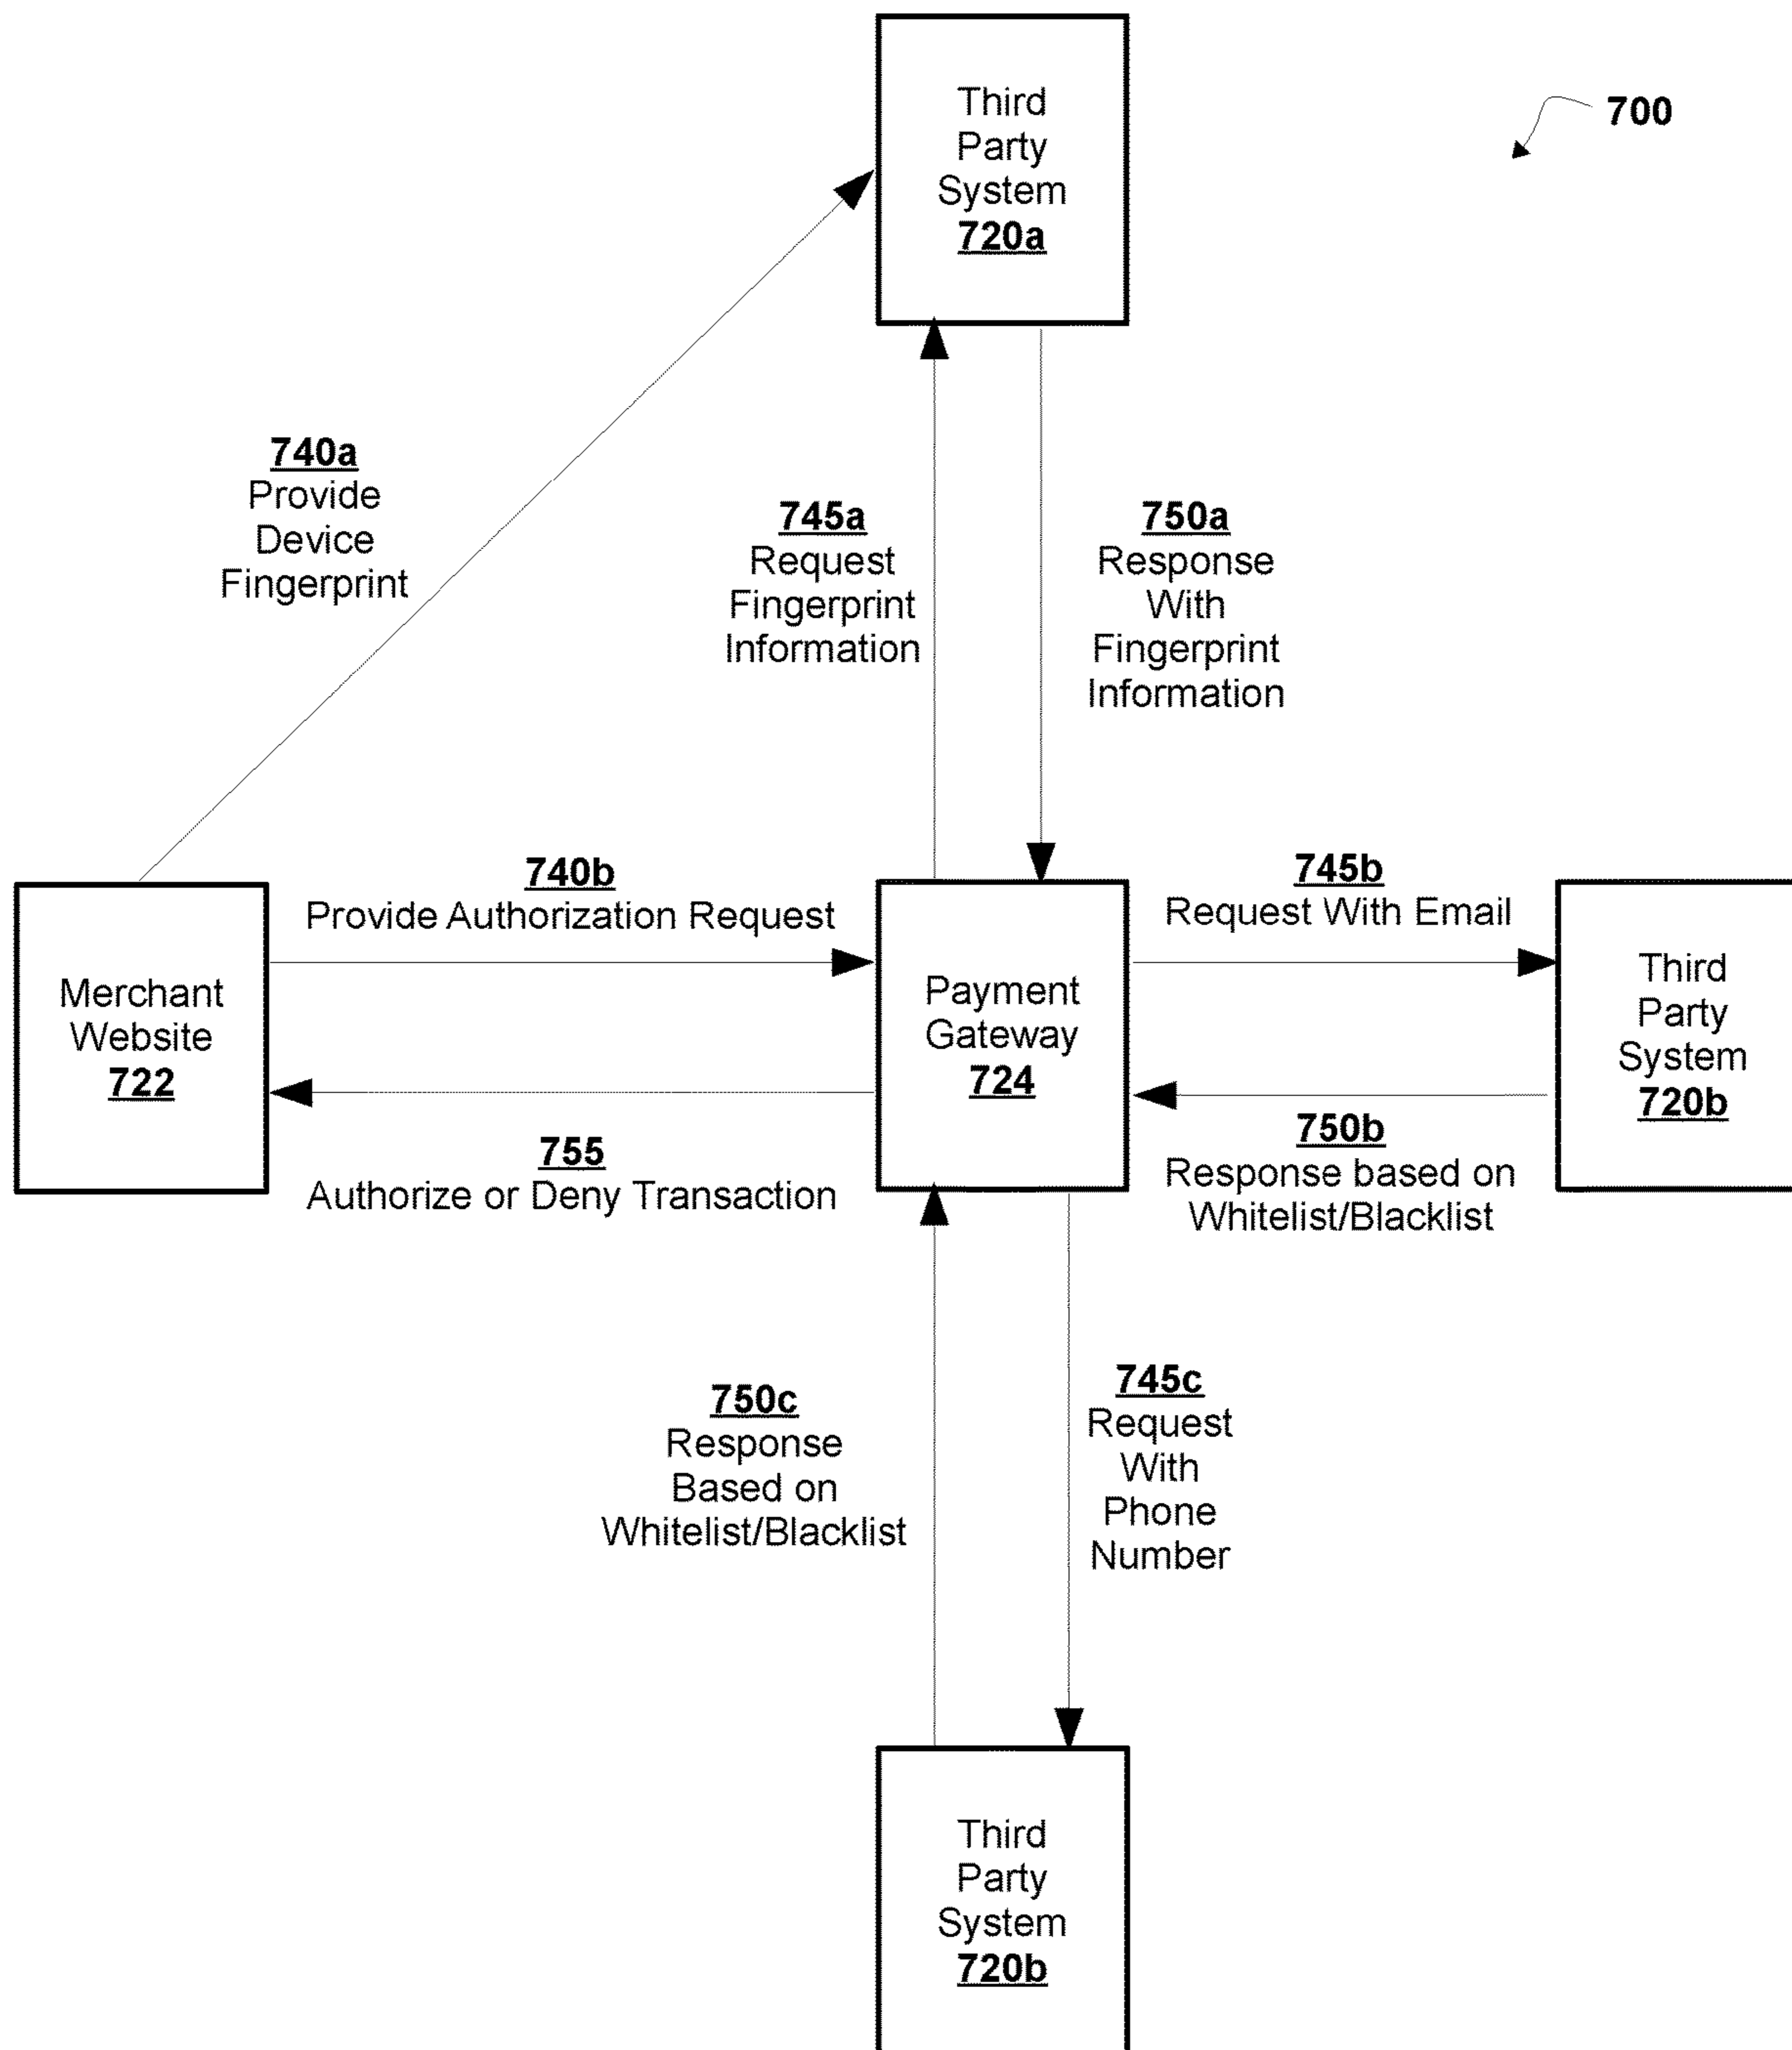 Third
Party
System
720a
700
740a
Provide
Device
Fingerprint
745a
Request
Fingerprint
Information
750a
Response
With
Fingerprint
Information
740b
Provide Authorization Request
745b
Request With Email
Merchant
Website
722
Payment
Gateway
724
Third
Party
System
720b
755
Authorize or Deny Transaction
750b
Response based on
Whitelist/Blacklist
750c
Response
Based on
Whitelist/Blacklist
745c
Request
With
Phone
Number
Third
Party
System
720b